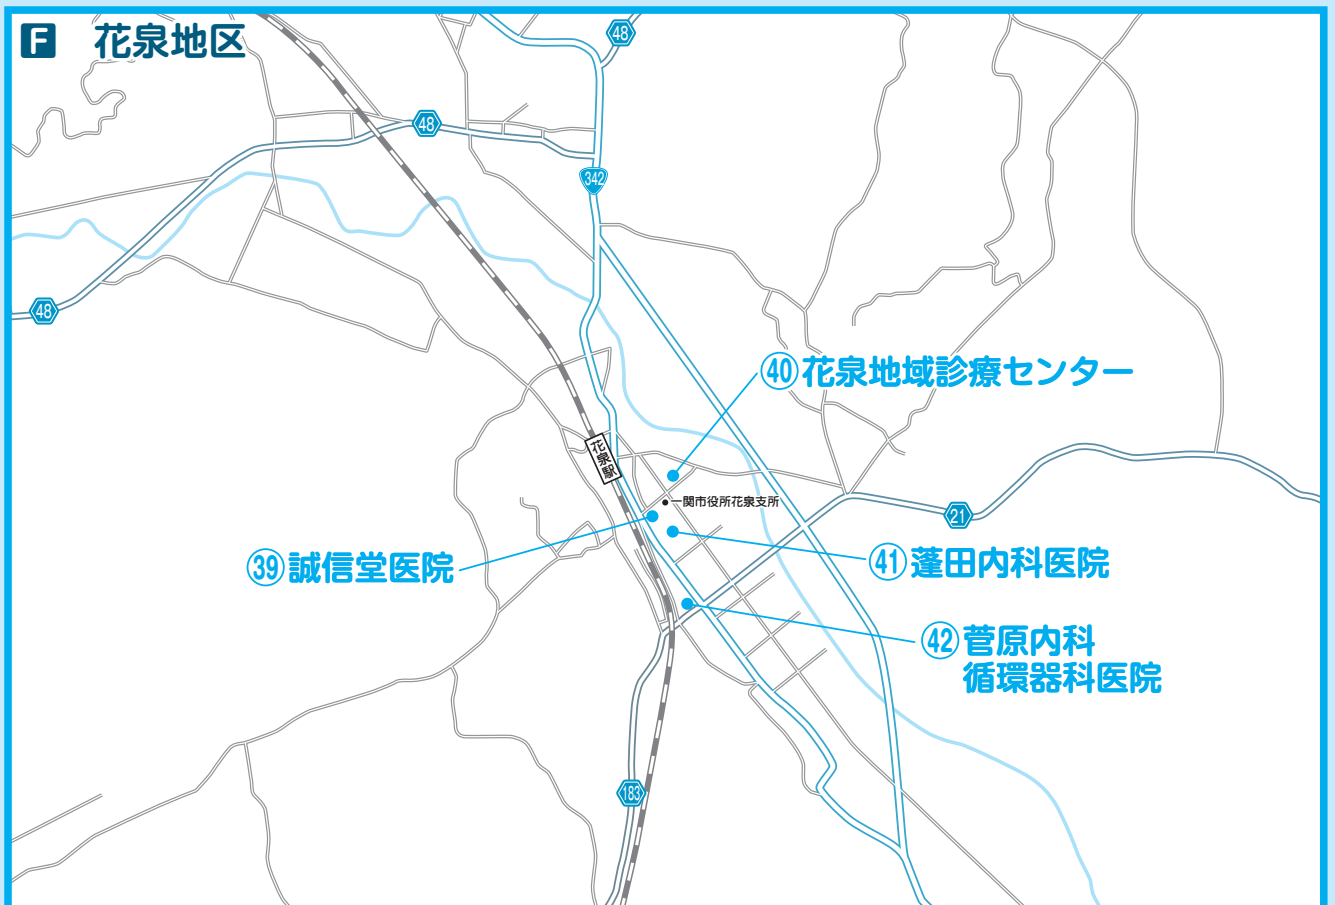 F 花泉地区
48
48
342
48
㊵花泉地域診療センター
花泉駅
一関市役所花泉支所
21
㊴誠信堂医院
㊶蓬田内科医院
㊷菅原内科
循環器科医院
183